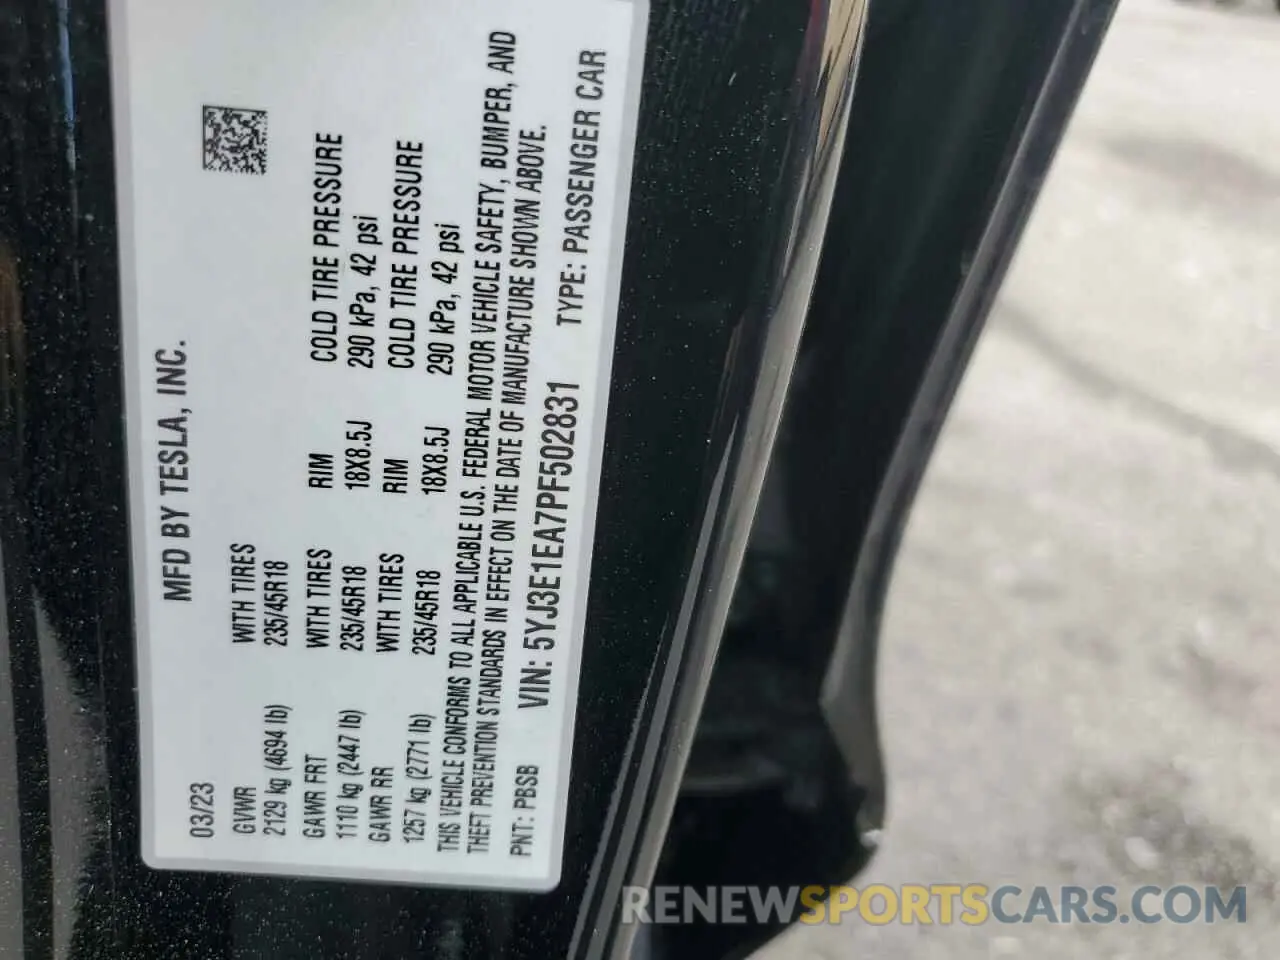 MFD BY TESLA, INC.
03/23
GVWR WITH TIRES
2129 kg (4694 lb) 235/45R18
GAWR FRT WITH TIRES RIM COLD TIRE PRESSURE
1110 kg (2447 lb) 235/45R18 18X8.5J 290 kPa, 42 psi
GAWR RR WITH TIRES RIM COLD TIRE PRESSURE
1257 kg (2771 lb) 235/45R18 18X8.5J 290 kPa, 42 psi
THIS VEHICLE CONFORMS TO ALL APPLICABLE U.S. FEDERAL MOTOR VEHICLE SAFETY, BUMPER, AND
THEFT PREVENTION STANDARDS IN EFFECT ON THE DATE OF MANUFACTURE SHOWN ABOVE.
PNT: PBSB VIN: 5YJ3E1EA7PF502831 TYPE: PASSENGER CAR
RENEWSPORTSCARS.COM